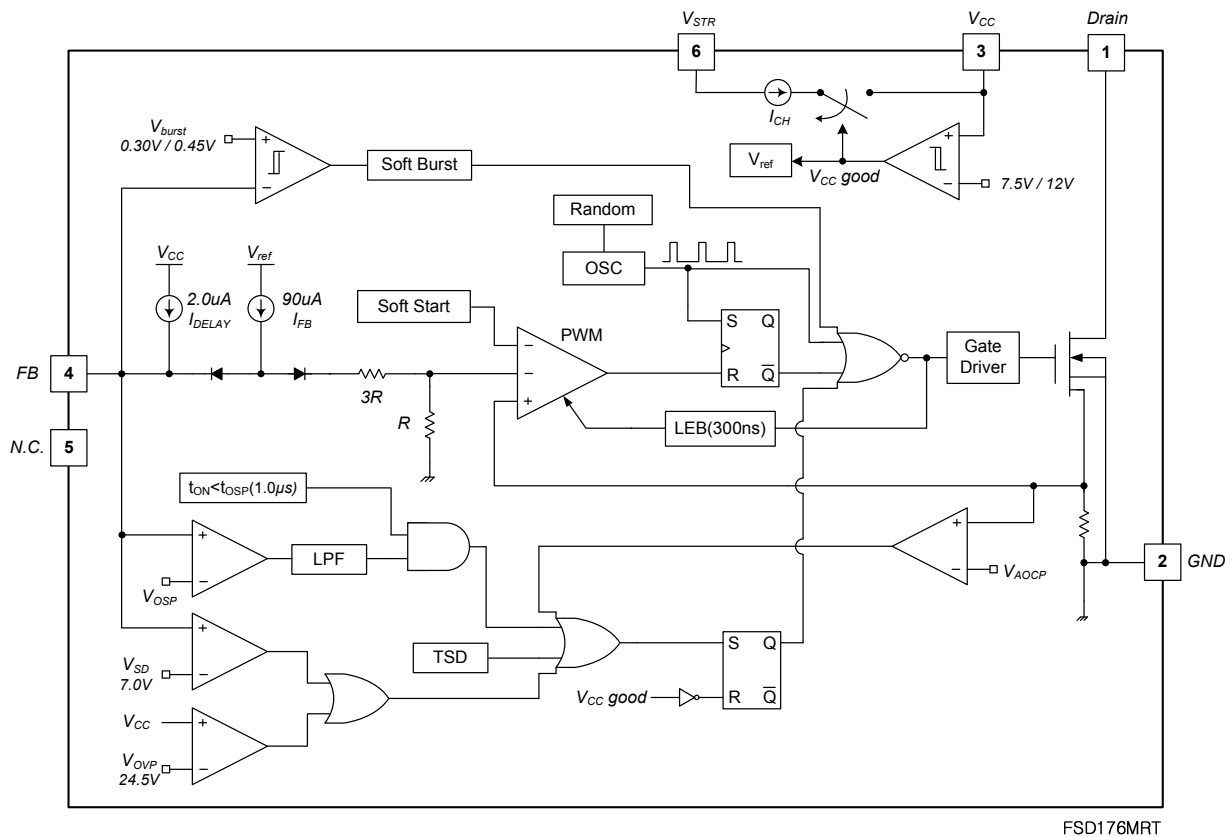 V_STR
V_CC
Drain
6
3
1
I_CH
V_burst
0.30V / 0.45V
+
−
Soft Burst
V_ref
V_CC good
+
−
7.5V / 12V
Random
OSC
V_CC
V_ref
2.0uA
I_DELAY
90uA
I_FB
Soft Start
PWM
−
−
+
S Q
R Q̅
Gate
Driver
FB
4
3R
R
LEB(300ns)
N.C.
5
t_ON<t_OSP(1.0μs)
+
−
V_OSP
LPF
+
−
V_AOCP
2
GND
+
−
V_SD
7.0V
TSD
S Q
R Q̅
V_CC good
V_CC
+
−
V_OVP
24.5V
FSD176MRT